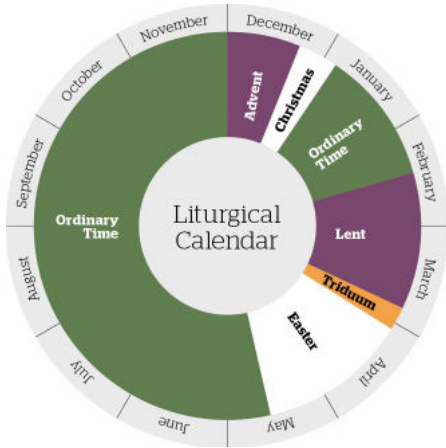 December
January
February
March
April
May
June
July
August
September
October
November
Advent
Christmas
Ordinary
Time
Lent
Triduum
Easter
Ordinary
Time
Liturgical
Calendar